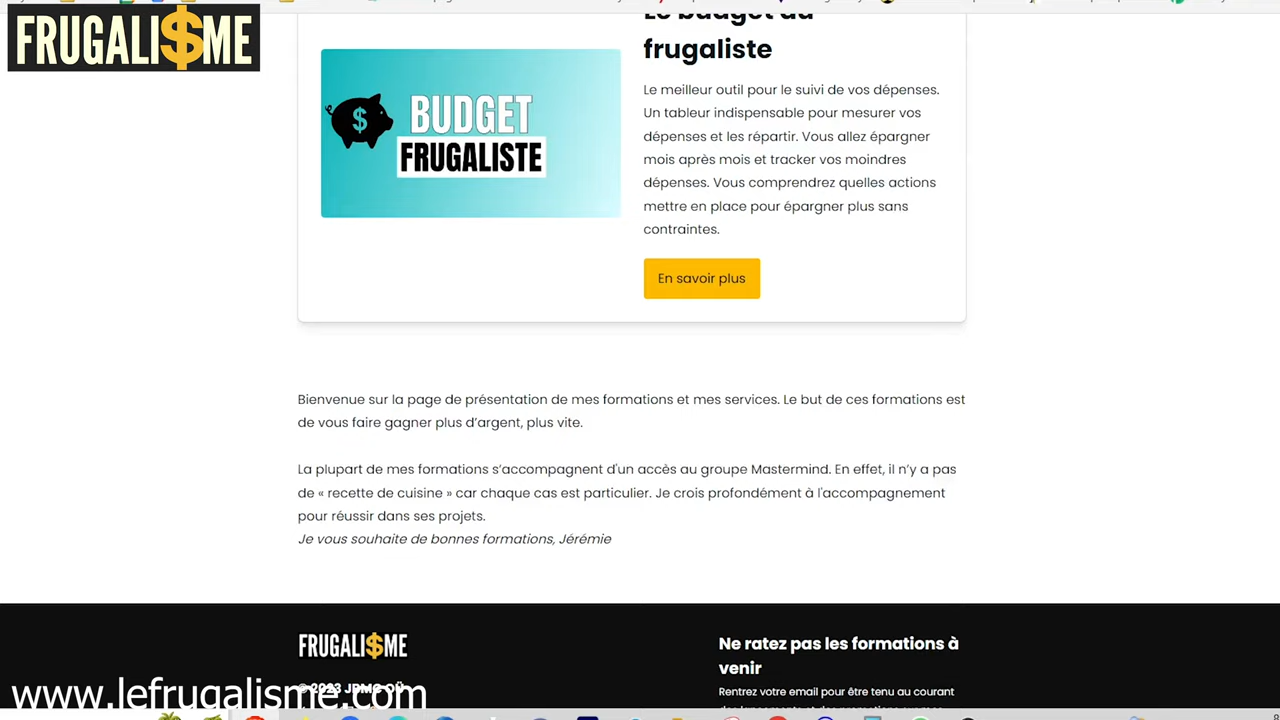 FRUGALI$ME
Le budget du
frugaliste
$
BUDGET
FRUGALISTE
Le meilleur outil pour le suivi de vos dépenses.
Un tableur indispensable pour mesurer vos
dépenses et les répartir. Vous allez épargner
mois après mois et tracker vos moindres
dépenses. Vous comprendrez quelles actions
mettre en place pour épargner plus sans
contraintes.
En savoir plus
Bienvenue sur la page de présentation de mes formations et mes services. Le but de ces formations est
de vous faire gagner plus d’argent, plus vite.
La plupart de mes formations s’accompagnent d'un accès au groupe Mastermind. En effet, il n’y a pas
de « recette de cuisine » car chaque cas est particulier. Je crois profondément à l'accompagnement
pour réussir dans ses projets.
Je vous souhaite de bonnes formations, Jérémie
FRUGALI$ME
© 2023 JPMC OÜ
Ne ratez pas les formations à
venir
Rentrez votre email pour être tenu au courant
www.lefrugalisme.com